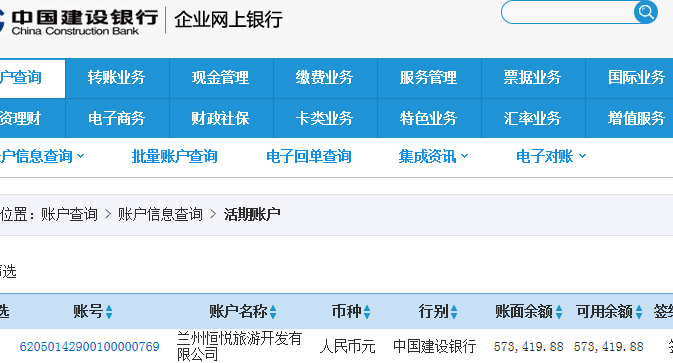 中国建设银行 企业网上银行
China Construction Bank
户查询 转账业务 现金管理 缴费业务 服务管理 票据业务 国际业务
资理财 电子商务 财政社保 卡类业务 特色业务 汇率业务 增值服务
户信息查询 批量账户查询 电子回单查询 集成资讯 电子对账
位置：账户查询 > 账户信息查询 > 活期账户
选
选 账号 账户名称 币种 行别 账面余额 可用余额
62050142900100000769 兰州恒悦旅游开发有 人民币元 中国建设银行 573,419.88 573,419.88
限公司